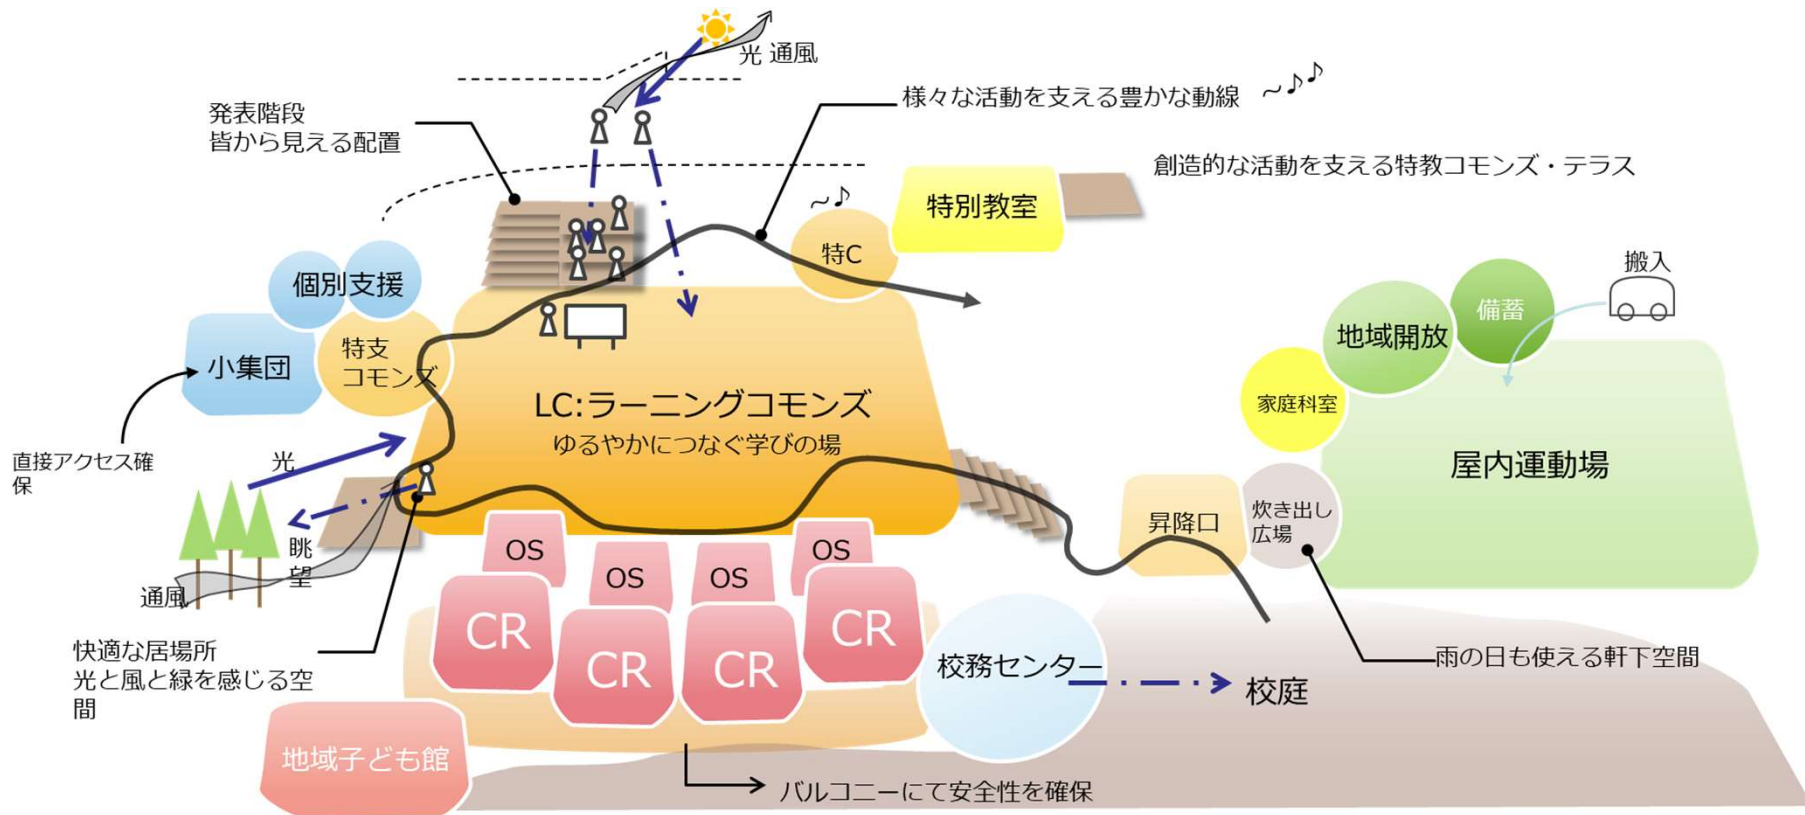 光 通風
発表階段
皆から見える配置
様々な活動を支える豊かな動線
~♪♪
創造的な活動を支える特教コモンズ・テラス
~♪
特別教室
特C
個別支援
小集団
特支
コモンズ
直接アクセス確
保
光
眺
望
通風
LC:ラーニングコモンズ
ゆるやかにつなぐ学びの場
搬入
備蓄
地域開放
家庭科室
屋内運動場
昇降口
炊き出し
広場
OS
OS
OS
OS
CR
CR
CR
CR
快適な居場所
光と風と緑を感じる空
間
校務センター
校庭
雨の日も使える軒下空間
地域子ども館
バルコニーにて安全性を確保